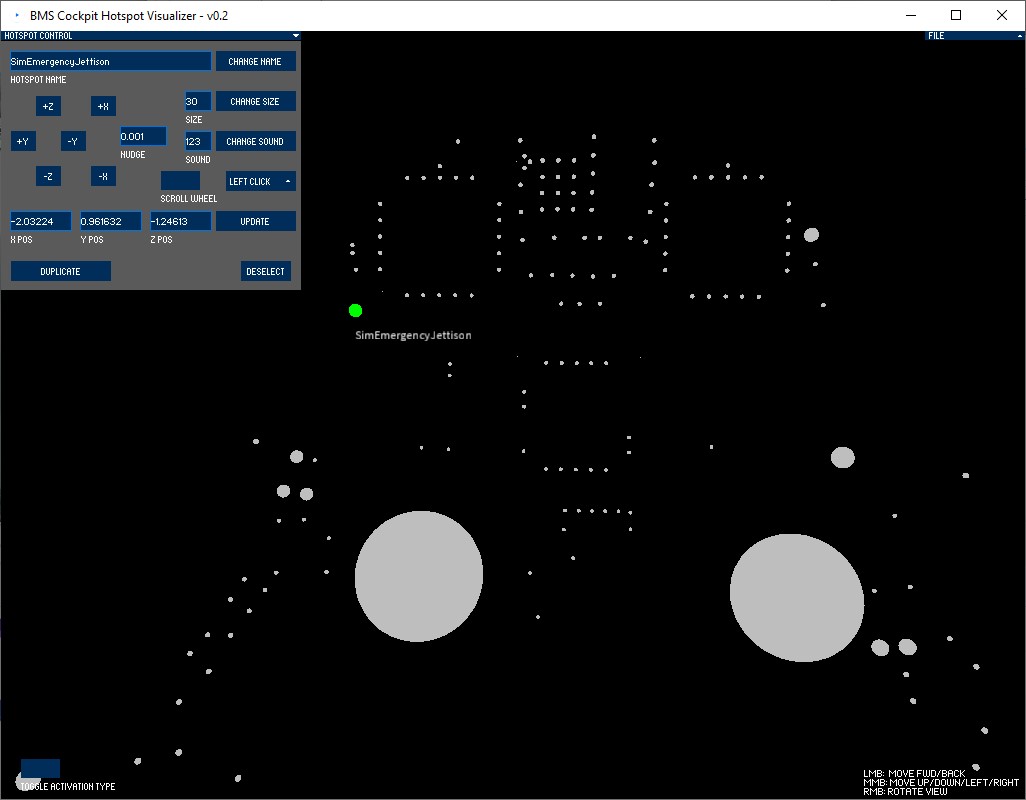 BMS Cockpit Hotspot Visualizer - v0.2
HOTSPOT CONTROL
FILE
SimEmergencyJettison
CHANGE NAME
HOTSPOT NAME
+Z
+X
30
CHANGE SIZE
SIZE
+Y
-Y
0.001
NUDGE
123
CHANGE SOUND
SOUND
-Z
-X
LEFT CLICK
SCROLL WHEEL
-2.03224
0.961632
-1.24613
UPDATE
X POS
Y POS
Z POS
DUPLICATE
DESELECT
SimEmergencyJettison
TOGGLE ACTIVATION TYPE
LMB: MOVE FWD/BACK
MMB: MOVE UP/DOWN/LEFT/RIGHT
RMB: ROTATE VIEW